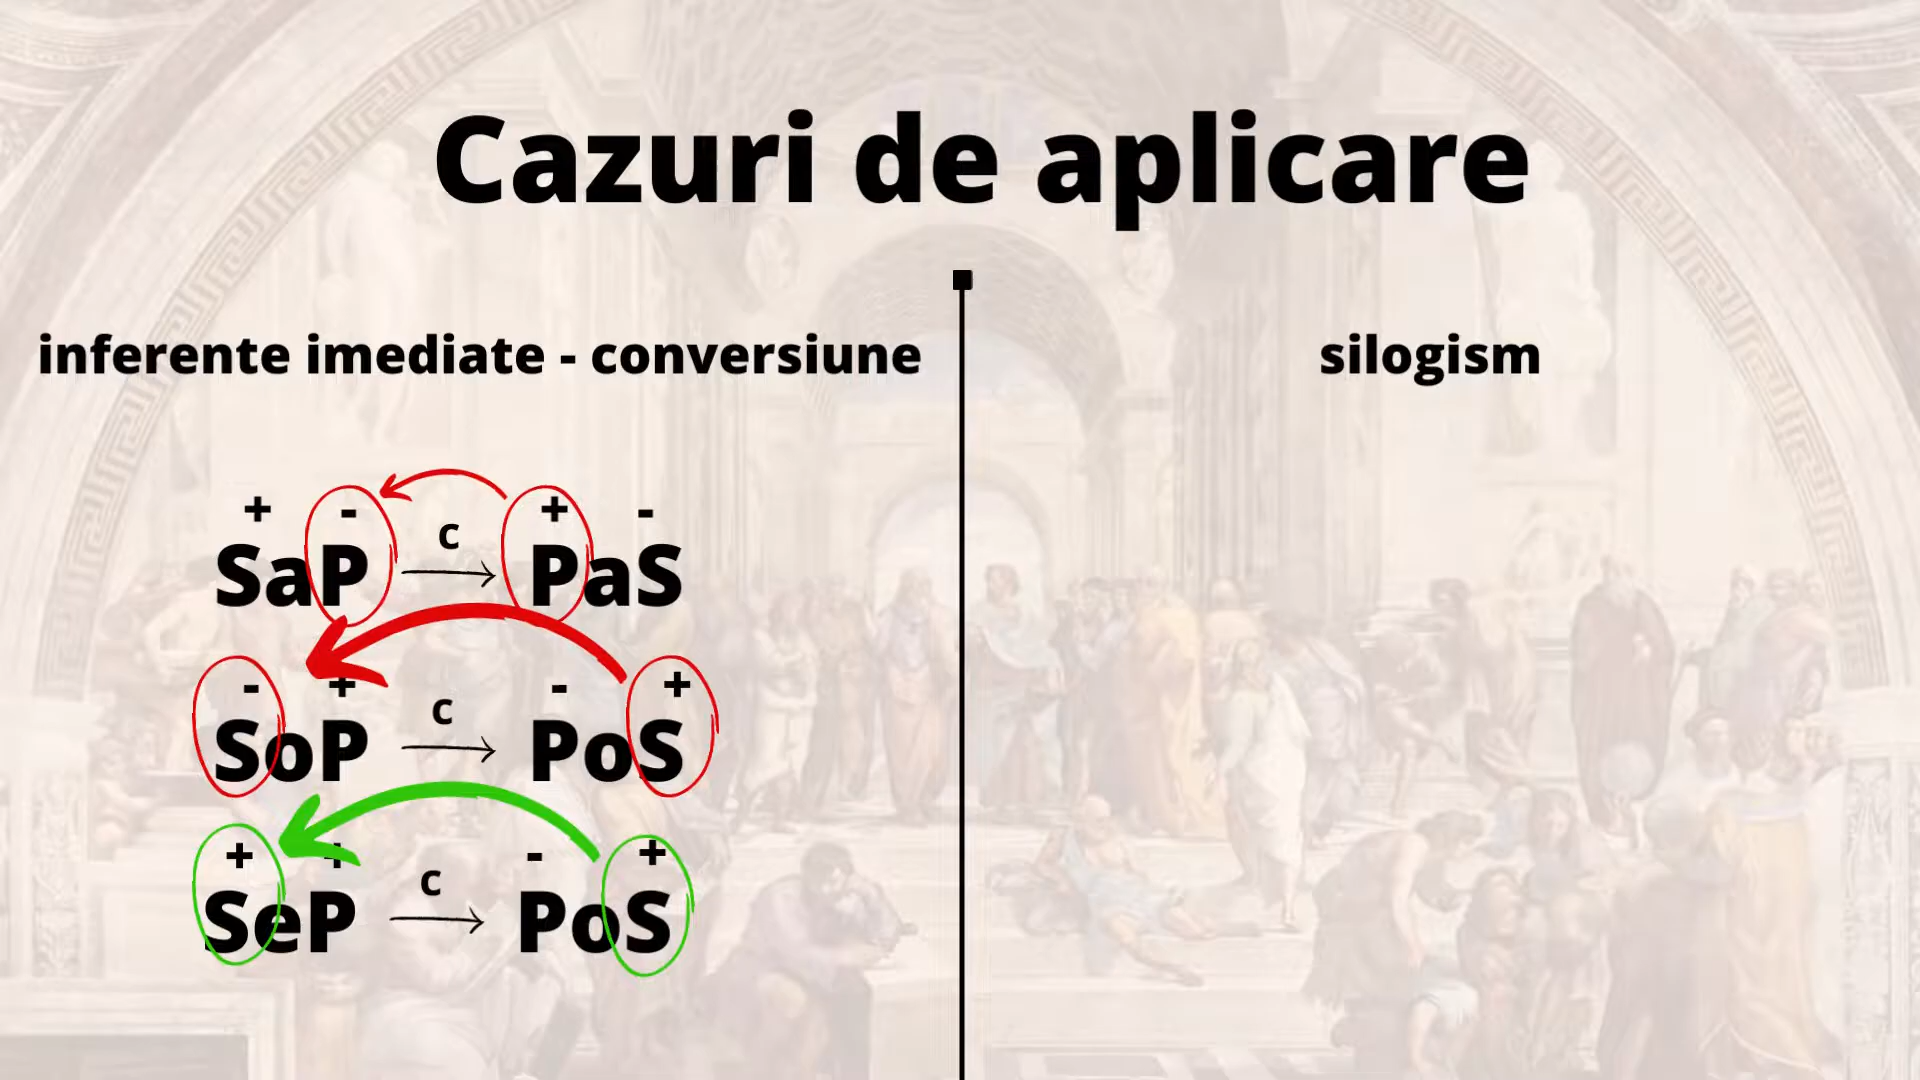 Cazuri de aplicare
inferente imediate - conversiune
+ - c + -
SaP → PaS
- + c - +
SoP → PoS
+ + c - +
SeP → PoS
silogism